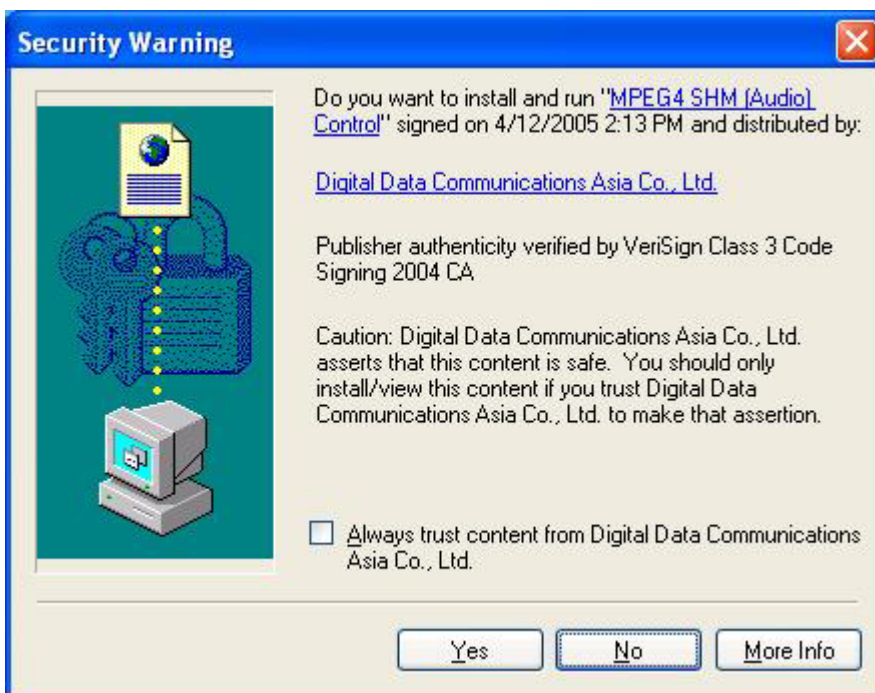 Security Warning
Do you want to install and run "MPEG4 SHM (Audio)
Control" signed on 4/12/2005 2:13 PM and distributed by:
Digital Data Communications Asia Co., Ltd.
Publisher authenticity verified by VeriSign Class 3 Code
Signing 2004 CA
Caution: Digital Data Communications Asia Co., Ltd.
asserts that this content is safe.  You should only
install/view this content if you trust Digital Data
Communications Asia Co., Ltd. to make that assertion.
Always trust content from Digital Data Communications
Asia Co., Ltd.
Yes
No
More Info